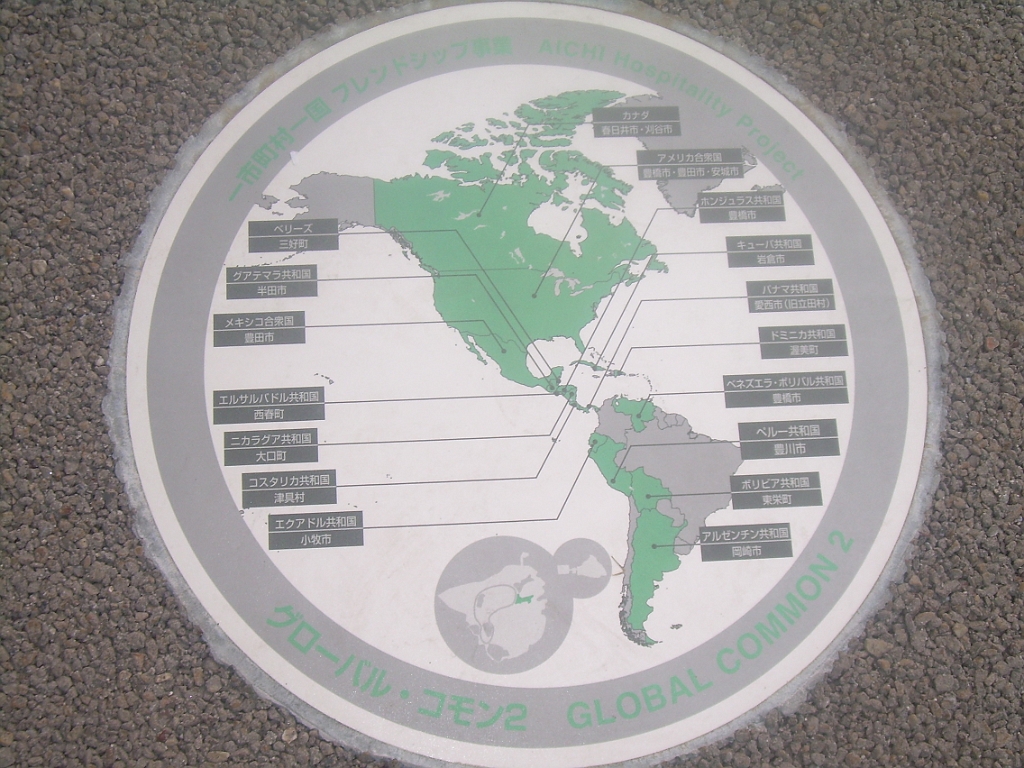 一市町村一国 フレンドシップ事業 AICHI Hospitality Project
カナダ
春日井市・刈谷市
アメリカ合衆国
豊橋市・豊田市・安城市
ホンジュラス共和国
豊橋市
キューバ共和国
岩倉市
パナマ共和国
愛西市(旧立田村)
ドミニカ共和国
渥美町
ベネズエラ・ボリバル共和国
豊橋市
ペルー共和国
豊川市
ボリビア共和国
東栄町
アルゼンチン共和国
岡崎市
ベリーズ
三好町
グアテマラ共和国
半田市
メキシコ合衆国
豊田市
エルサルバドル共和国
西春町
ニカラグア共和国
大口町
コスタリカ共和国
津具村
エクアドル共和国
小牧市
グローバル・コモン2 GLOBAL COMMON 2